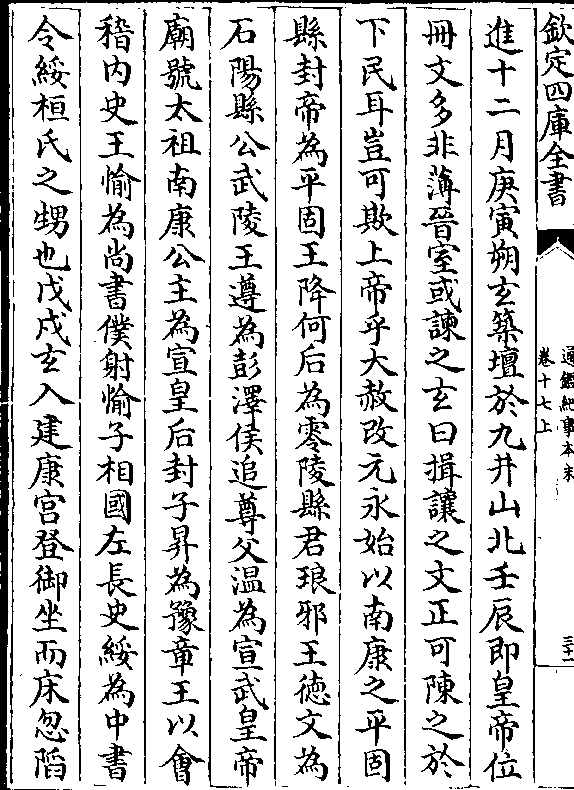 欽定四庫全書
通鑑紀事本末
卷十七上
三十一
進十二月庚寅朔玄築壇於九井山北壬辰即皇帝位
冊文多非薄晉室或諫之玄曰揖讓之文正可陳之於
下民耳豈可欺上帝乎大赦改元永始以南康之平固
縣封帝為平固王降何后為零陵縣君琅邪王德文為
石陽縣公武陵王遵為彭澤侯追尊父温為宣武皇帝
廟號太祖南康公主為宣皇后封子昇為豫章王以會
稽内史王愉為尚書僕射愉子相國左長史綏為中書
令綏桓氏之甥也戊戌玄入建康宫登御坐而床忽陷